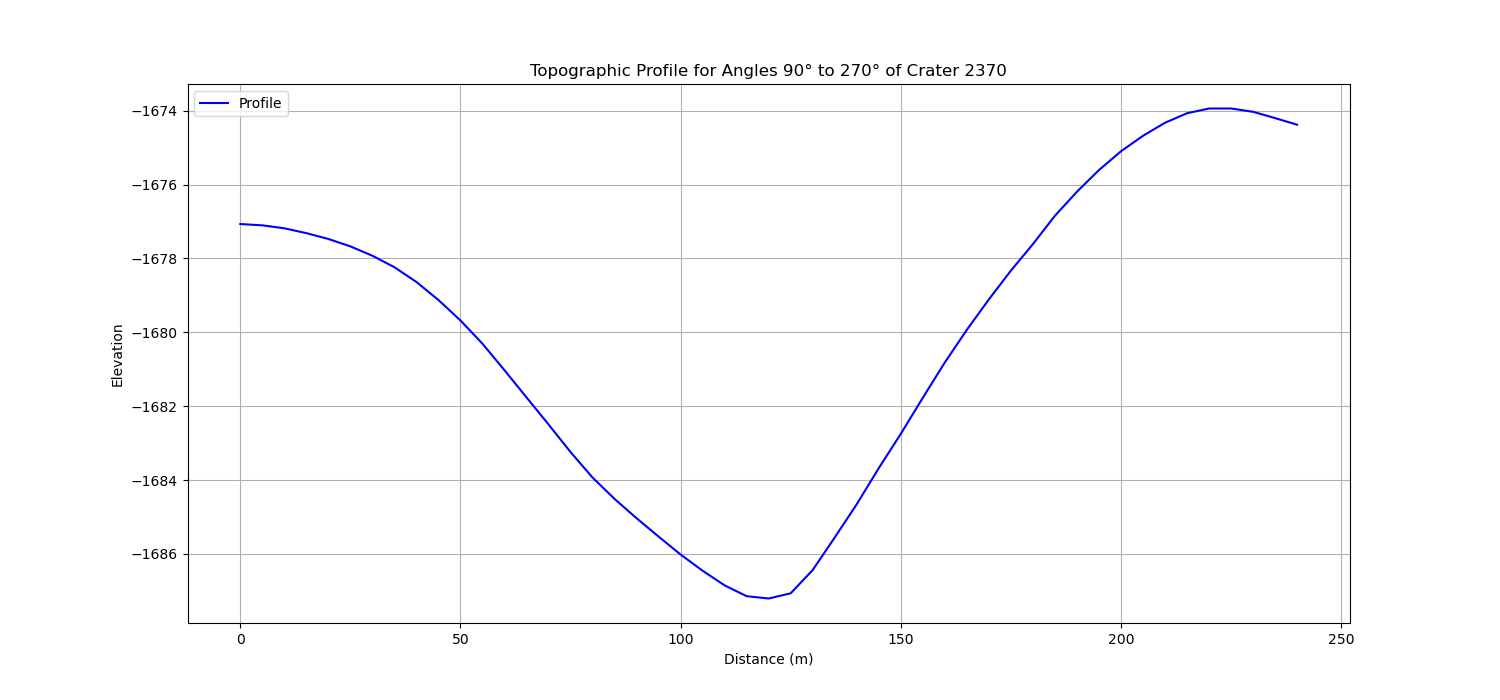 Topographic Profile for Angles 90° to 270° of Crater 2370
Profile
−1674
−1676
−1678
−1680
−1682
−1684
−1686
Elevation
0 50 100 150 200 250
Distance (m)